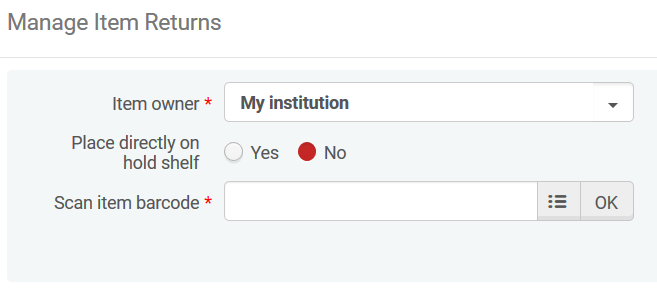 Manage Item Returns
Item owner * My institution
Place directly on
hold shelf Yes No
Scan item barcode * OK